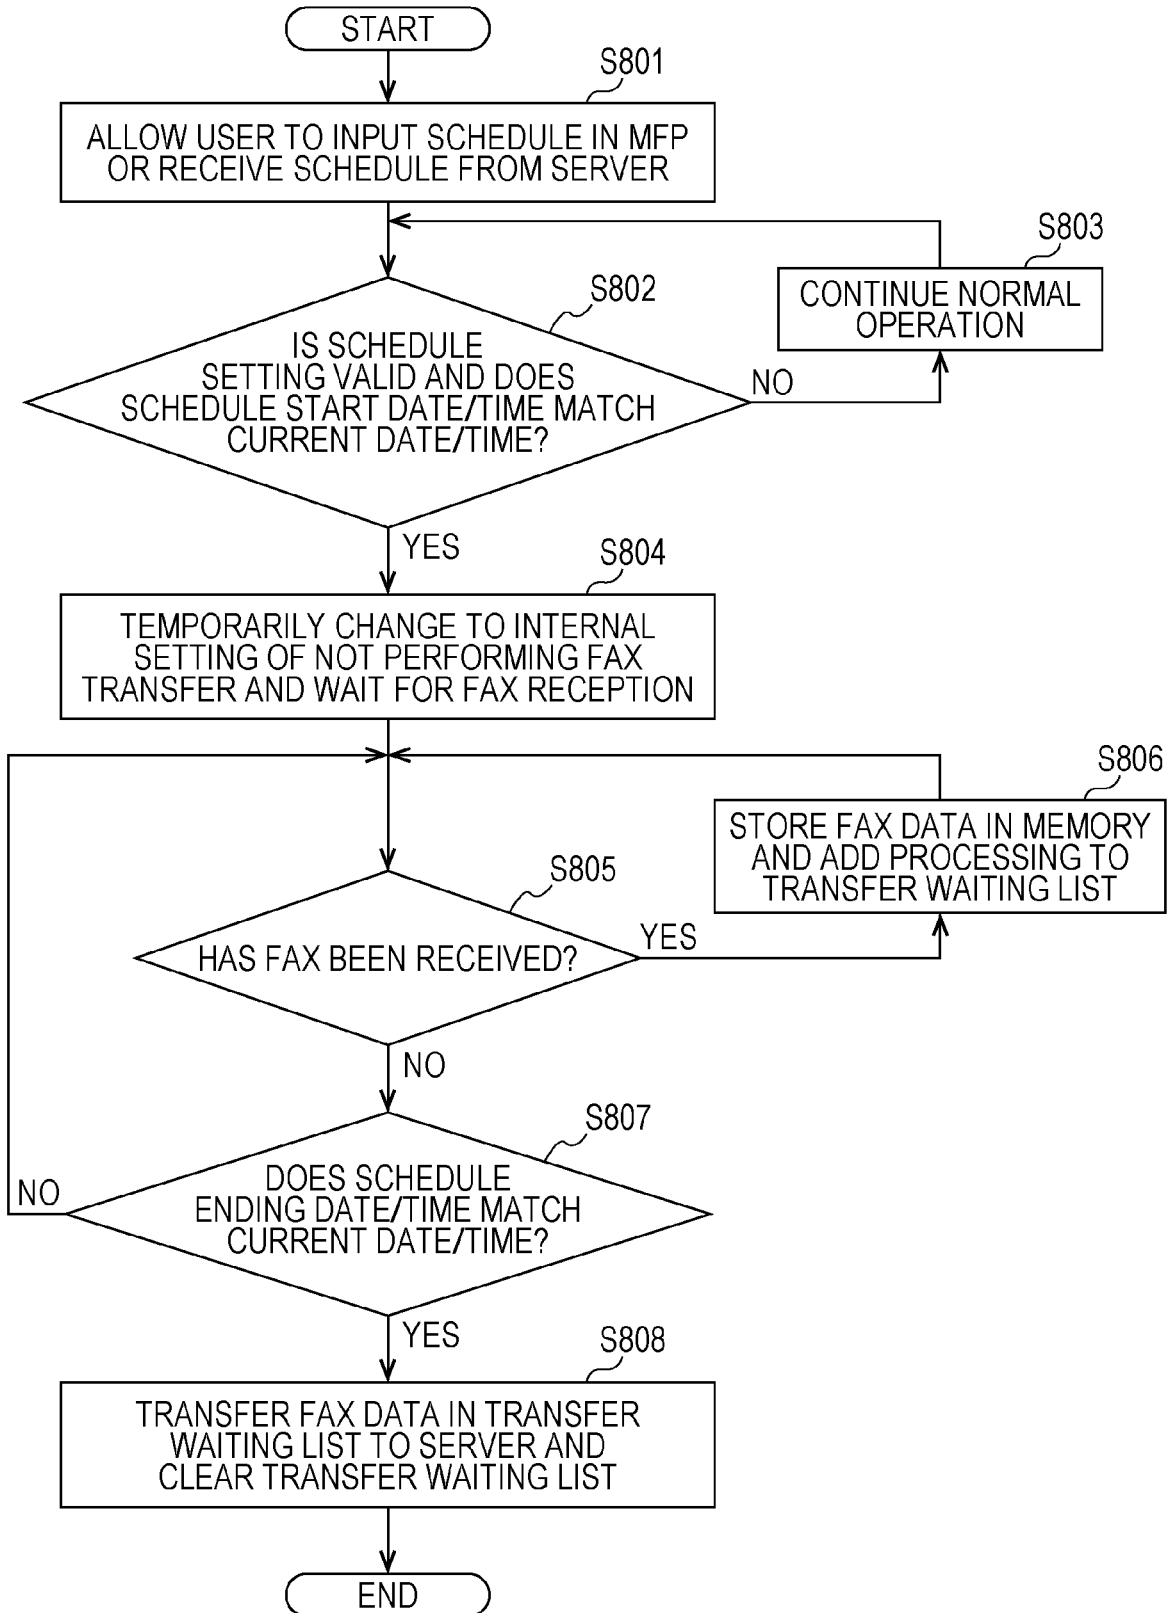 START
S801
ALLOW USER TO INPUT SCHEDULE IN MFP
OR RECEIVE SCHEDULE FROM SERVER
S803
CONTINUE NORMAL
OPERATION
S802
IS SCHEDULE
SETTING VALID AND DOES
SCHEDULE START DATE/TIME MATCH
CURRENT DATE/TIME?
NO
YES
S804
TEMPORARILY CHANGE TO INTERNAL
SETTING OF NOT PERFORMING FAX
TRANSFER AND WAIT FOR FAX RECEPTION
S806
STORE FAX DATA IN MEMORY
AND ADD PROCESSING TO
TRANSFER WAITING LIST
S805
HAS FAX BEEN RECEIVED?
YES
NO
S807
DOES SCHEDULE
ENDING DATE/TIME MATCH
CURRENT DATE/TIME?
NO
YES
S808
TRANSFER FAX DATA IN TRANSFER
WAITING LIST TO SERVER AND
CLEAR TRANSFER WAITING LIST
END